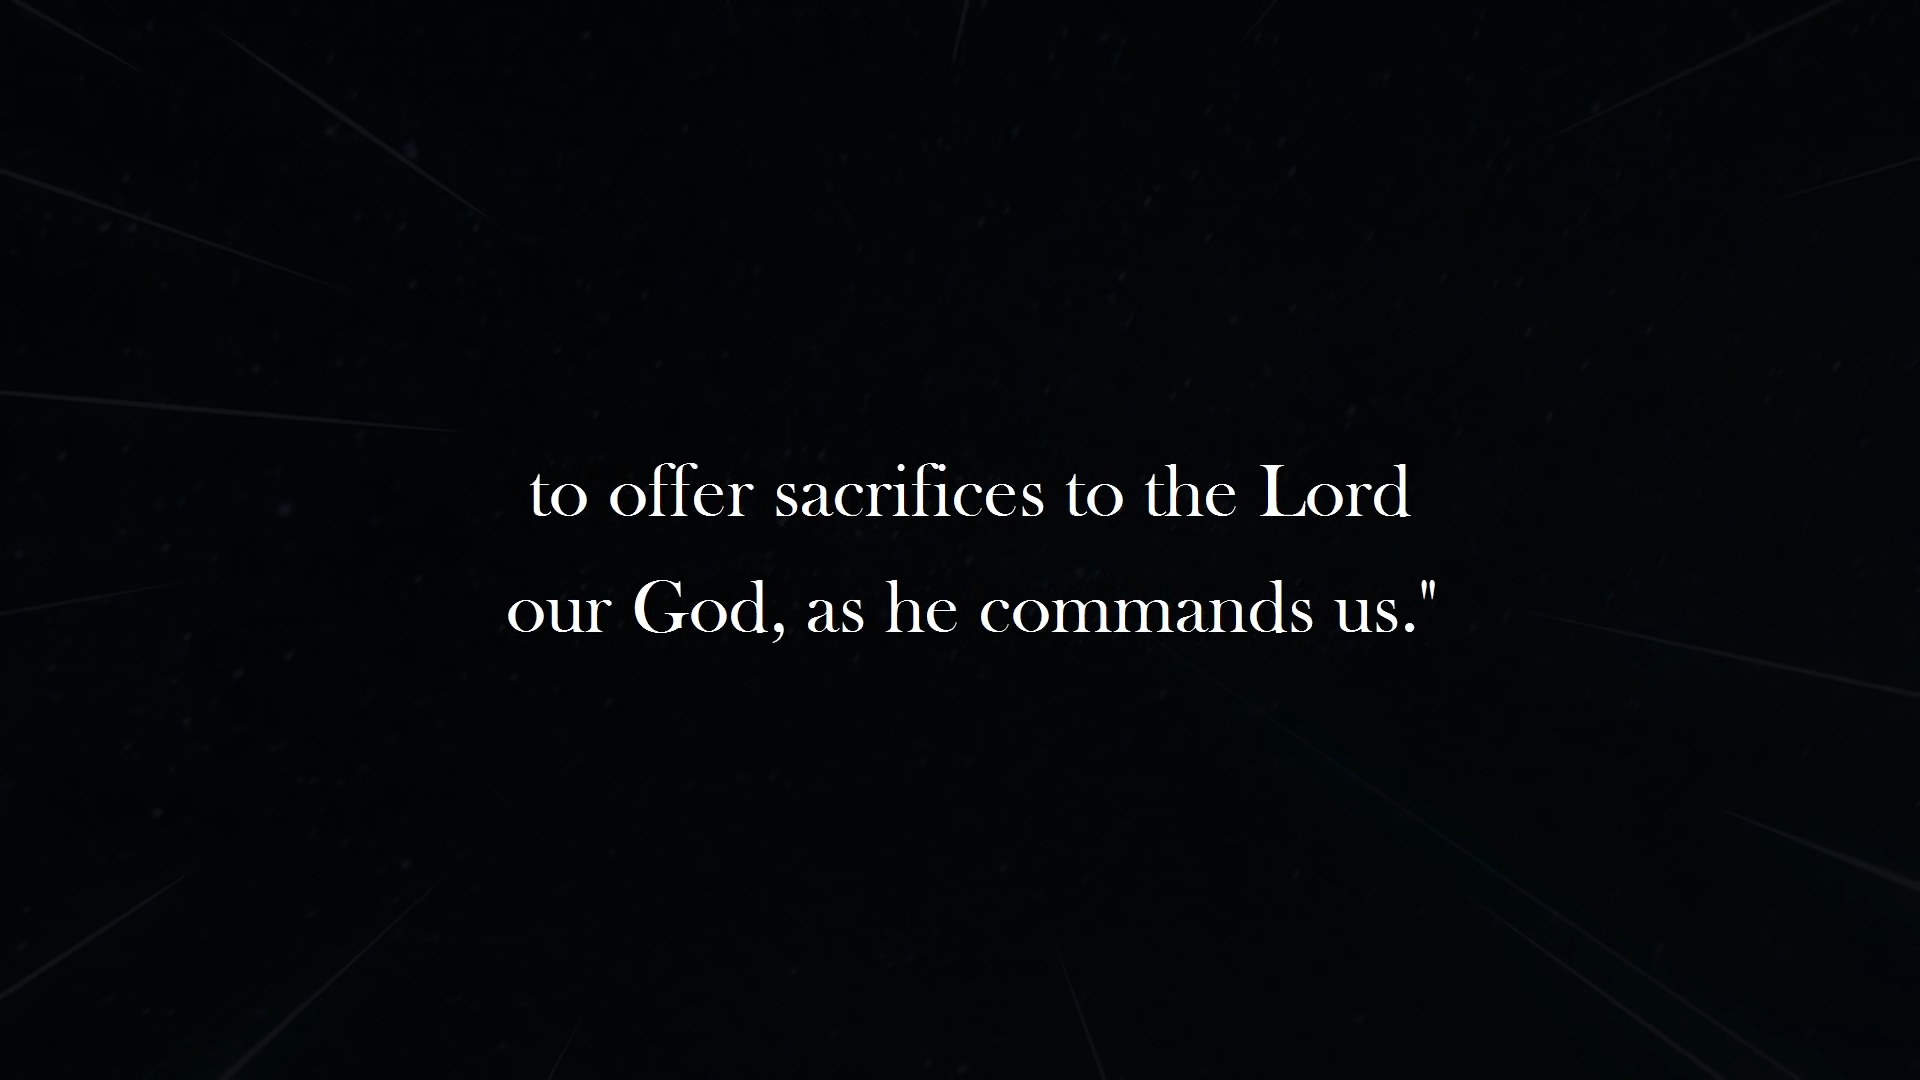 to offer sacrifices to the Lord
our God, as he commands us."